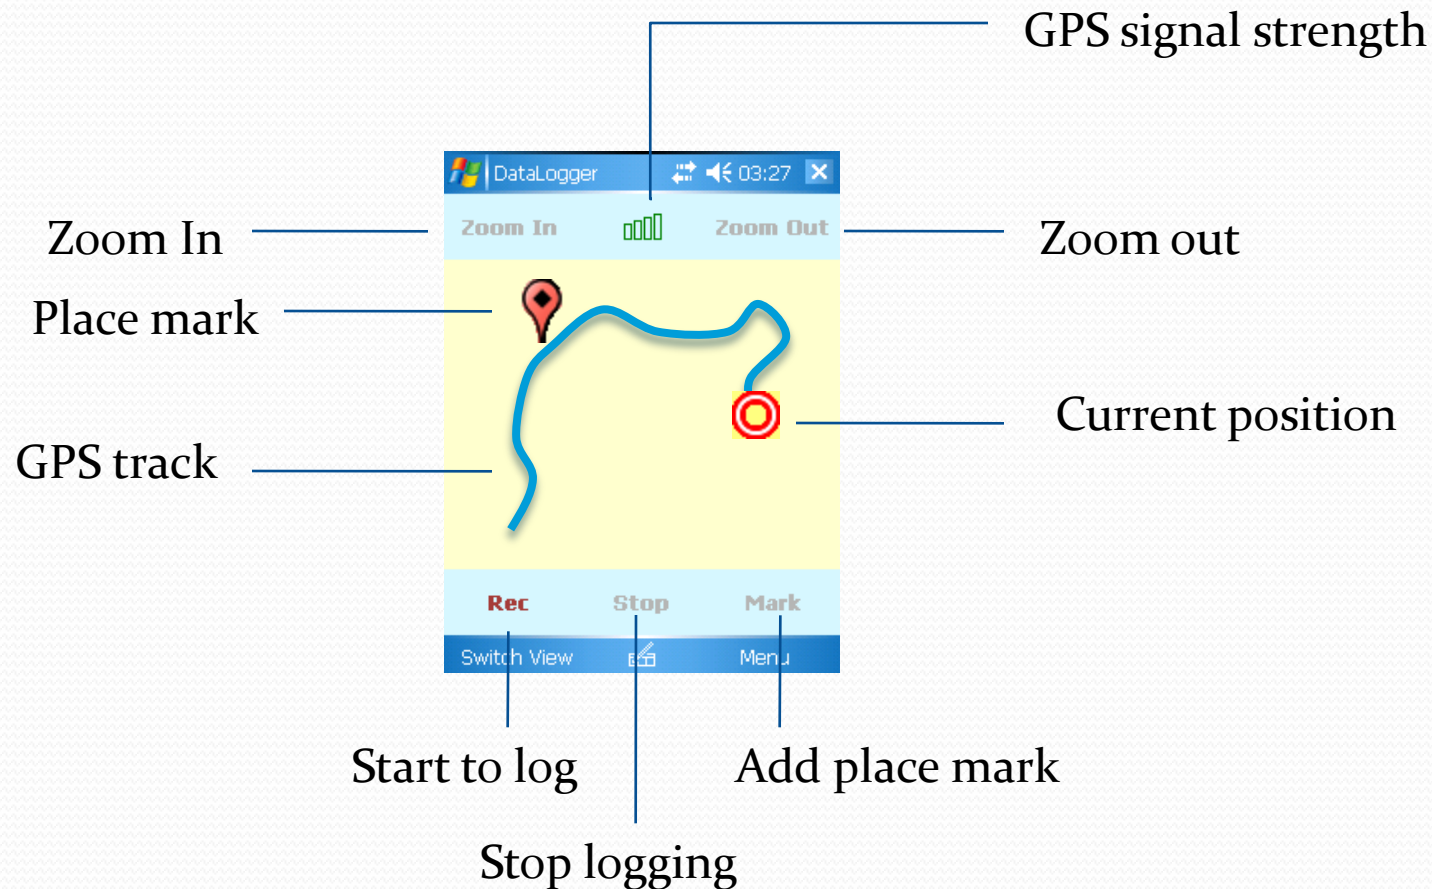 GPS signal strength
DataLogger 03:27
Zoom In
Zoom In
Zoom Out
Zoom out
Place mark
Current position
GPS track
Rec
Stop
Mark
Switch View
Menu
Start to log
Add place mark
Stop logging